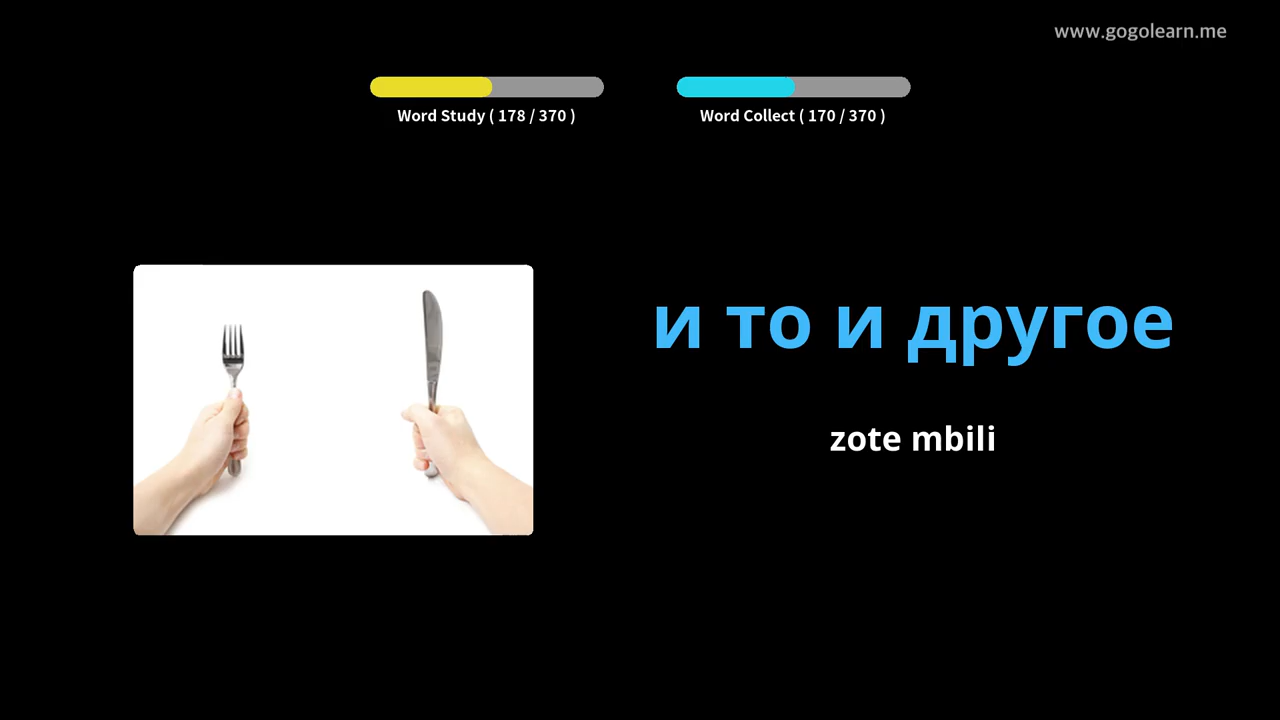 www.gogolearn.me
Word Study ( 178 / 370 )
Word Collect ( 170 / 370 )
и то и другое
zote mbili